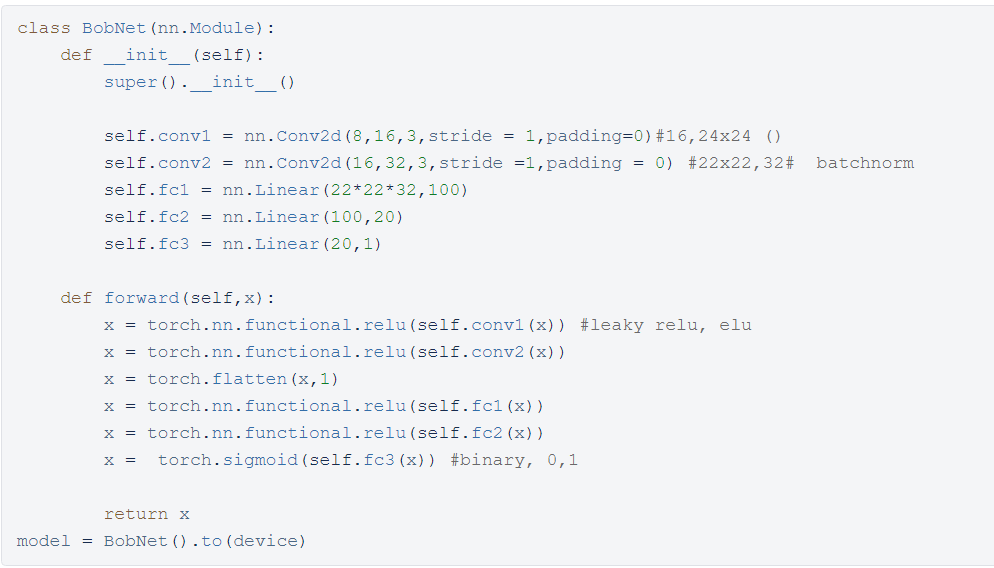 class BobNet(nn.Module):
    def __init__(self):
        super().__init__()

        self.conv1 = nn.Conv2d(8,16,3,stride = 1,padding=0)#16,24x24 ()
        self.conv2 = nn.Conv2d(16,32,3,stride =1,padding = 0) #22x22,32#  batchnorm
        self.fc1 = nn.Linear(22*22*32,100)
        self.fc2 = nn.Linear(100,20)
        self.fc3 = nn.Linear(20,1)

    def forward(self,x):
        x = torch.nn.functional.relu(self.conv1(x)) #leaky relu, elu
        x = torch.nn.functional.relu(self.conv2(x))
        x = torch.flatten(x,1)
        x = torch.nn.functional.relu(self.fc1(x))
        x = torch.nn.functional.relu(self.fc2(x))
        x =  torch.sigmoid(self.fc3(x)) #binary, 0,1

        return x
model = BobNet().to(device)